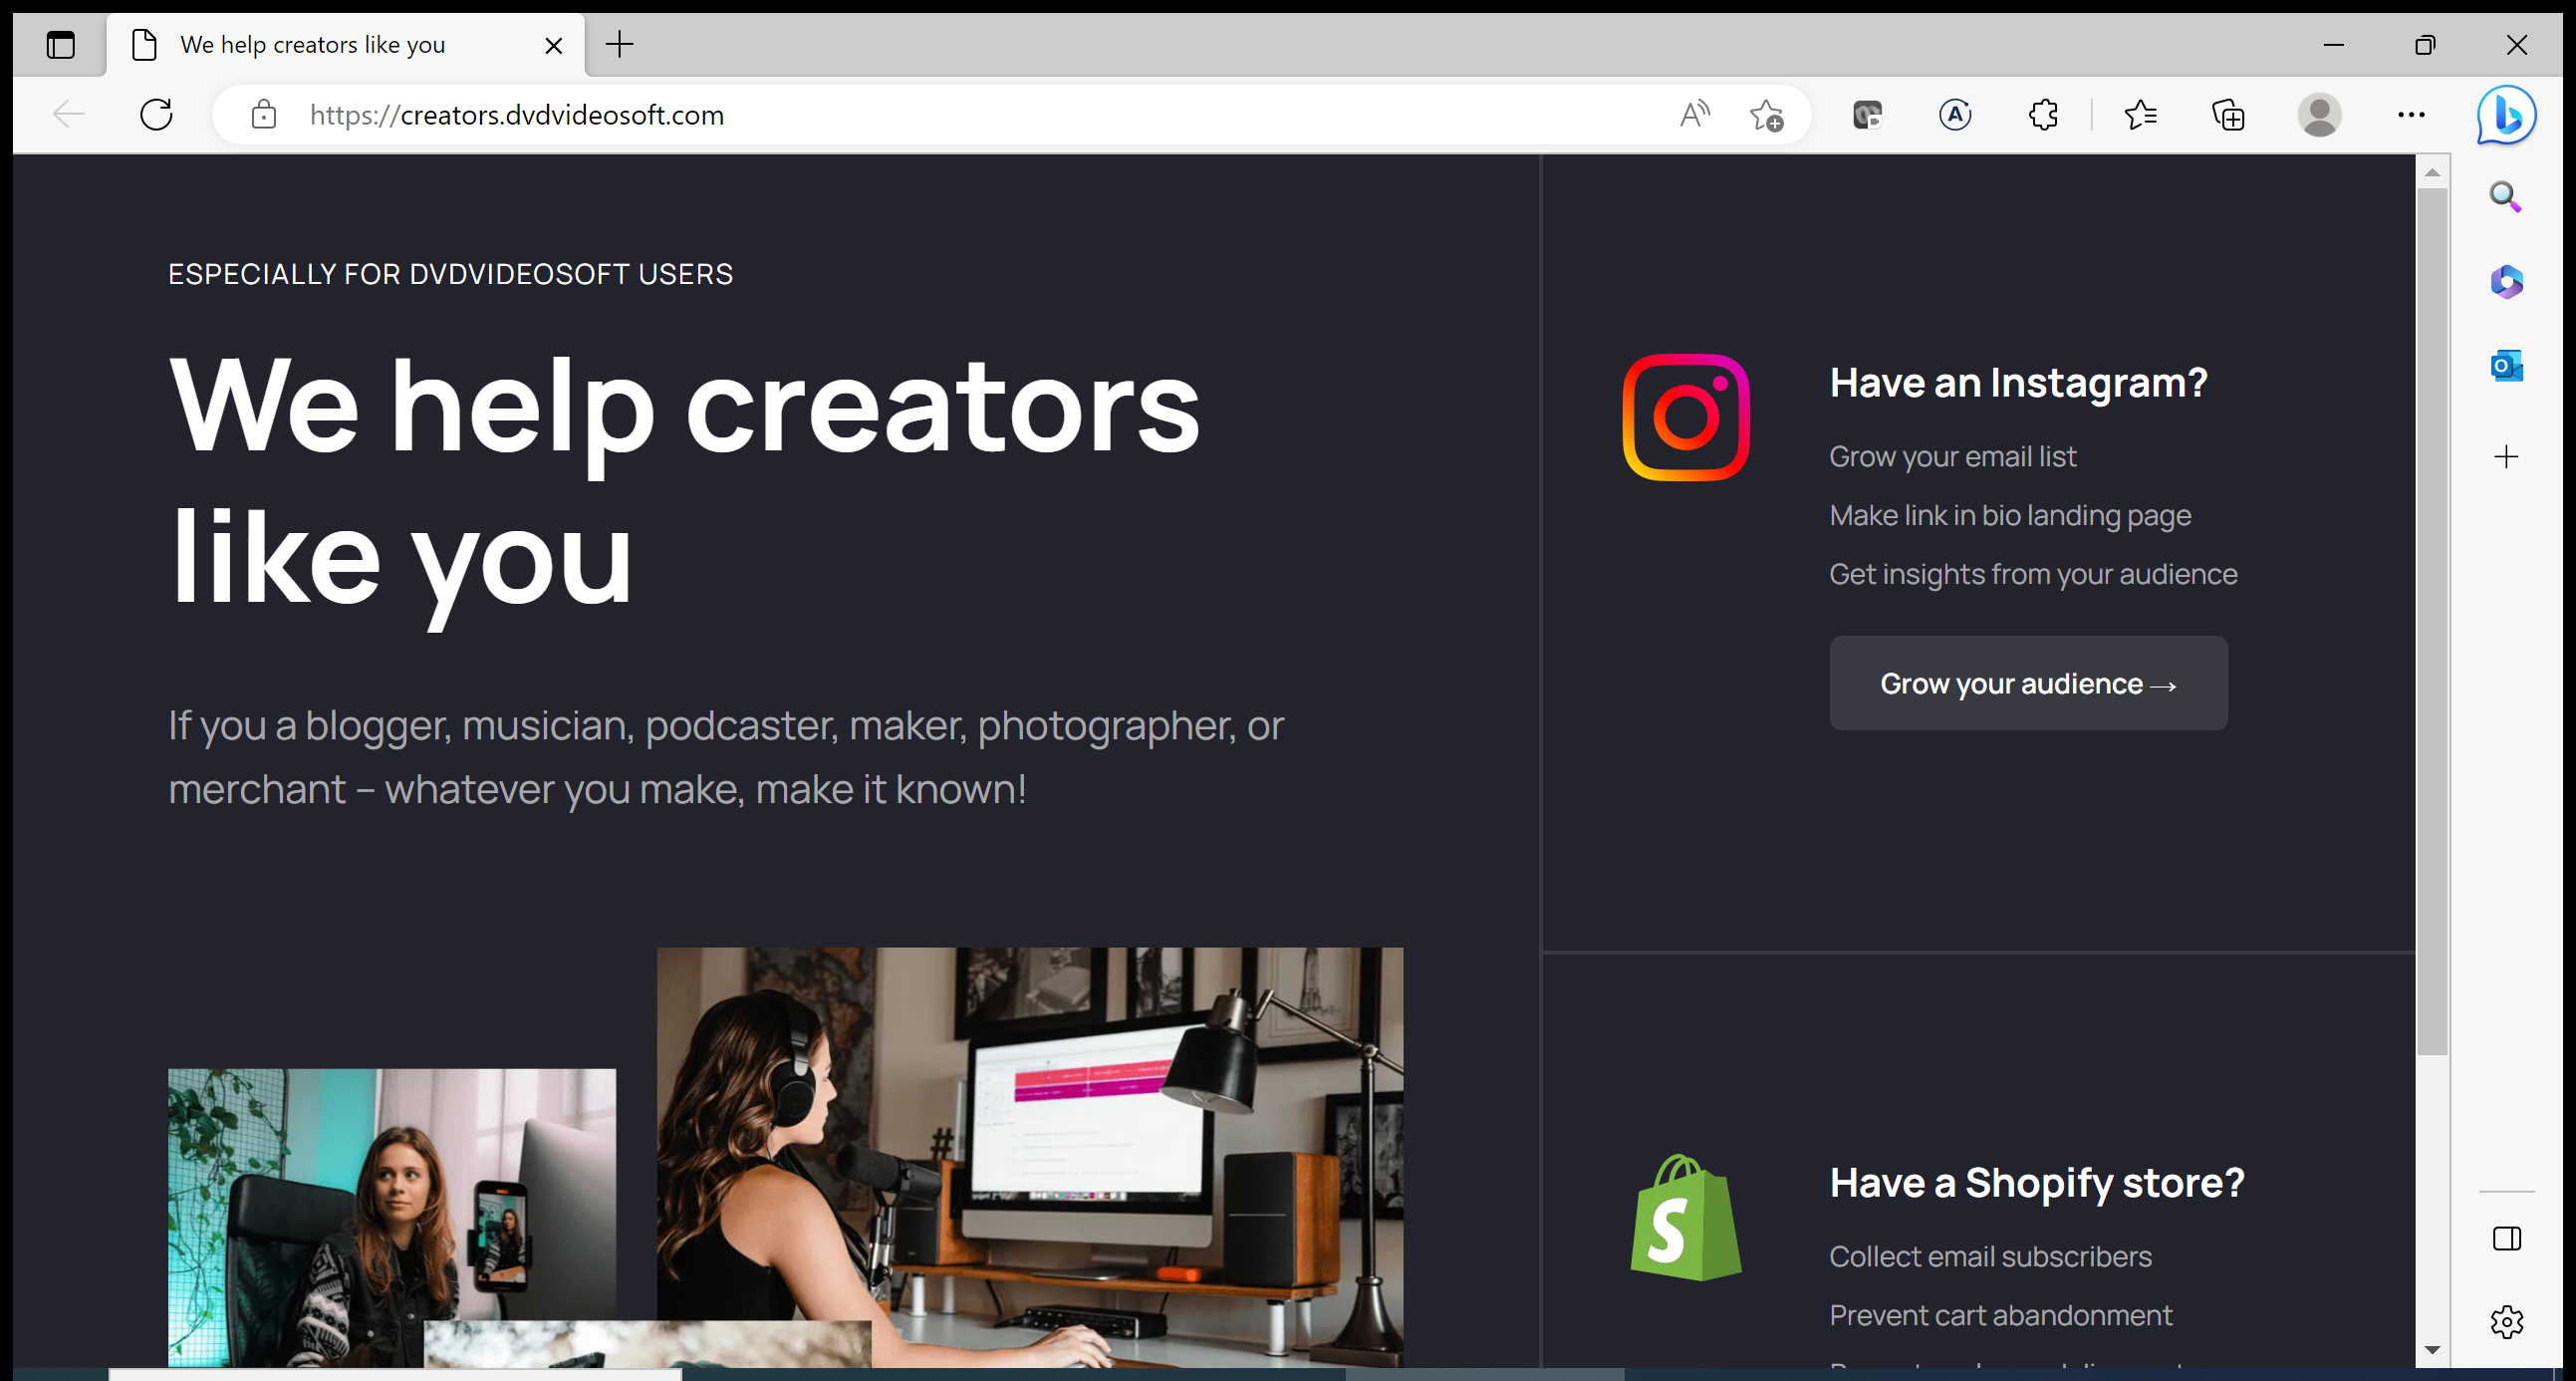 We help creators like you
https://creators.dvdvideosoft.com
ESPECIALLY FOR DVDVIDEOSOFT USERS
We help creators
like you
If you a blogger, musician, podcaster, maker, photographer, or
merchant – whatever you make, make it known!
Have an Instagram?
Grow your email list
Make link in bio landing page
Get insights from your audience
Grow your audience →
Have a Shopify store?
Collect email subscribers
Prevent cart abandonment